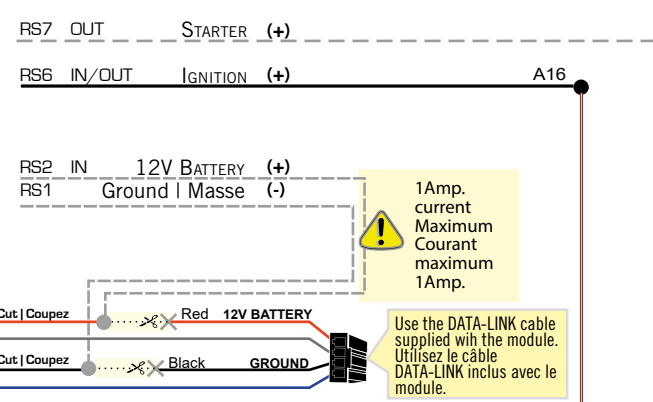 RS7 OUT STARTER (+)
RS6 IN/OUT IGNITION (+) A16
RS2 IN 12V BATTERY (+)
RS1 Ground | Masse (-)
1Amp.
current
Maximum
Courant
maximum
1Amp.
Cut | Coupez Red 12V BATTERY
Cut | Coupez Black GROUND
Use the DATA-LINK cable
supplied wih the module.
Utilisez le câble
DATA-LINK inclus avec le
module.